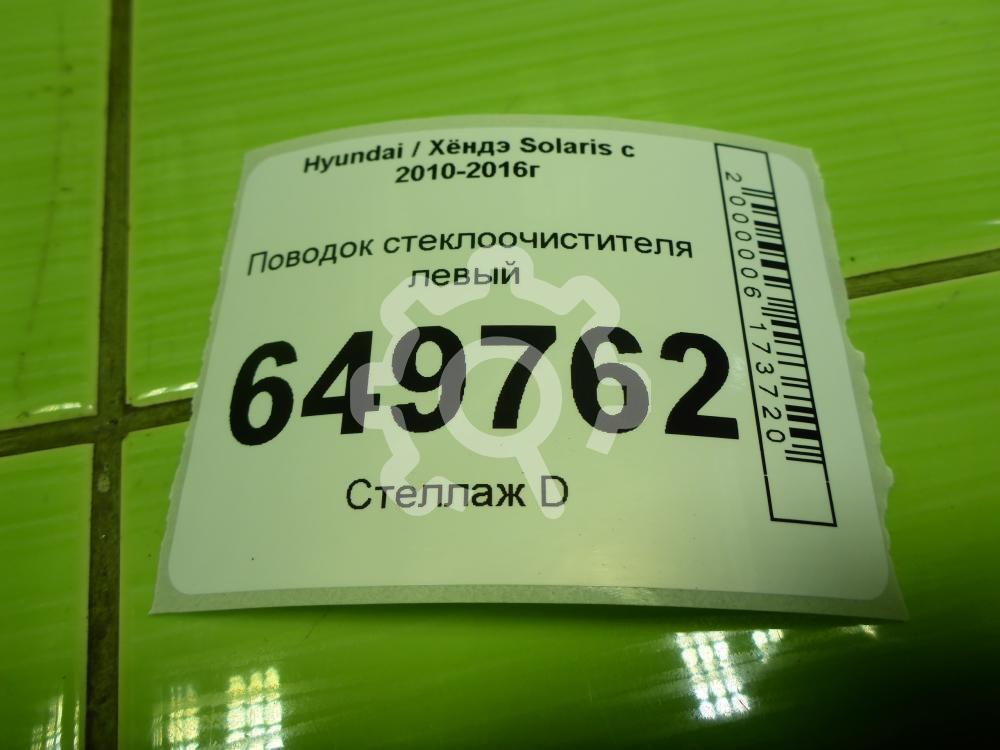 Hyundai / Хёндэ Solaris с
2010-2016г
Поводок стеклоочистителя
левый
649762
Стеллаж D
2000006173720